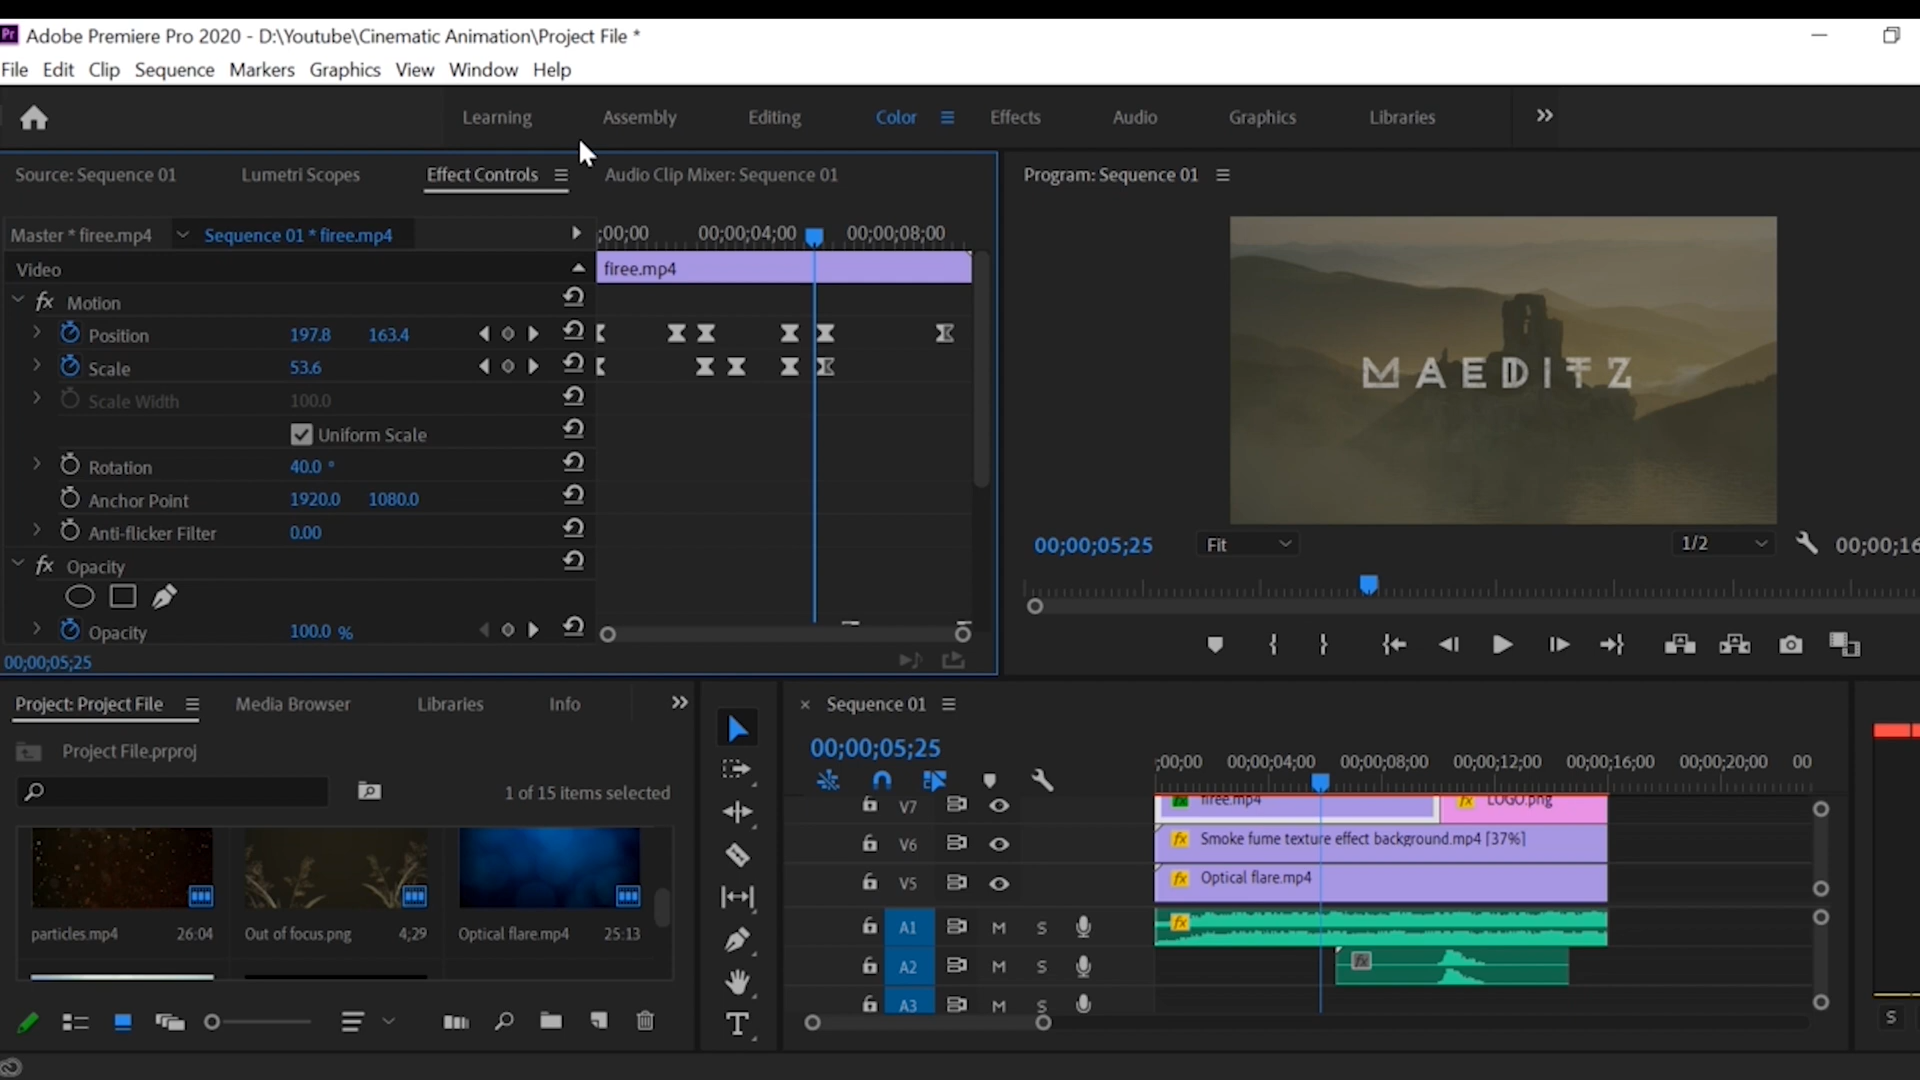 Pr Adobe Premiere Pro 2020 - D:\Youtube\Cinematic Animation\Project File *
File Edit Clip Sequence Markers Graphics View Window Help
Learning Assembly Editing Color Effects Audio Graphics Libraries
Source: Sequence 01 Lumetri Scopes Effect Controls Audio Clip Mixer: Sequence 01
Program: Sequence 01
Master * firee.mp4 Sequence 01 * firee.mp4
;00;00 00;00;04;00 00;00;08;00
Video
firee.mp4
fx Motion
Position 197.8 163.4
Scale 53.6
Scale Width 100.0
Uniform Scale
Rotation 40.0 °
Anchor Point 1920.0 1080.0
Anti-flicker Filter 0.00
fx Opacity
Opacity 100.0 %
00;00;05;25
MAEDITZ
00;00;05;25 Fit 1/2 00;00;16
Project: Project File Media Browser Libraries Info
Project File.prproj
1 of 15 items selected
particles.mp4 26:04
Out of focus.png 4;29
Optical flare.mp4 25:13
T
× Sequence 01
00;00;05;25
;00;00 00;00;04;00 00;00;08;00 00;00;12;00 00;00;16;00 00;00;20;00 00
V7 fx firee.mp4 fx LOGO.png
V6 fx Smoke fume texture effect background.mp4 [37%]
V5 fx Optical flare.mp4
A1 M S fx
A2 M S fx
A3 M S
S